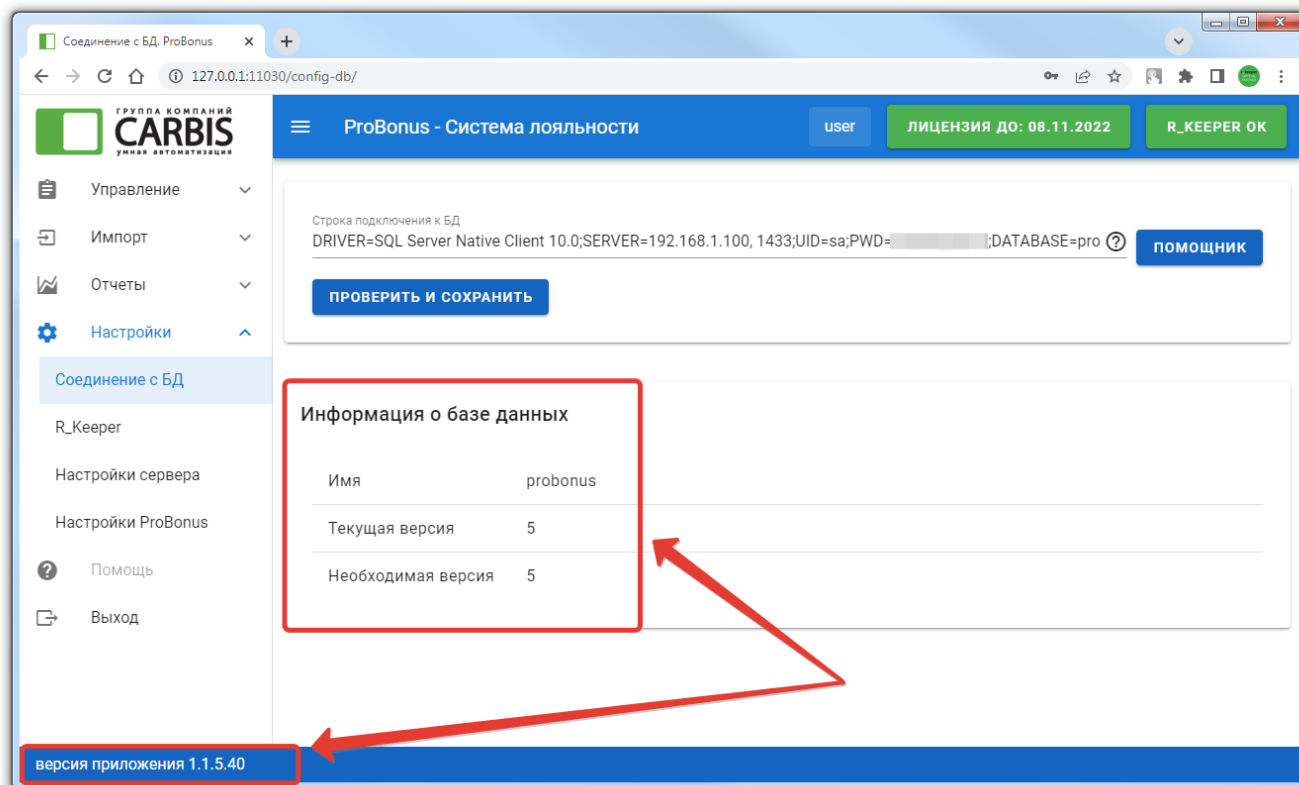 Соединение с БД. ProBonus
127.0.0.1:11030/config-db/
ГРУППА КОМПАНИЙ
CARBIS
умная автоматизация
ProBonus - Система лояльности
user
ЛИЦЕНЗИЯ ДО: 08.11.2022
R_KEEPER OK
Управление
Импорт
Отчеты
Настройки
Соединение с БД
R_Keeper
Настройки сервера
Настройки ProBonus
Помощь
Выход
Строка подключения к БД
DRIVER=SQL Server Native Client 10.0;SERVER=192.168.1.100, 1433;UID=sa;PWD= ;DATABASE=pro
ПОМОЩНИК
ПРОВЕРИТЬ И СОХРАНИТЬ
Информация о базе данных
Имя probonus
Текущая версия 5
Необходимая версия 5
версия приложения 1.1.5.40